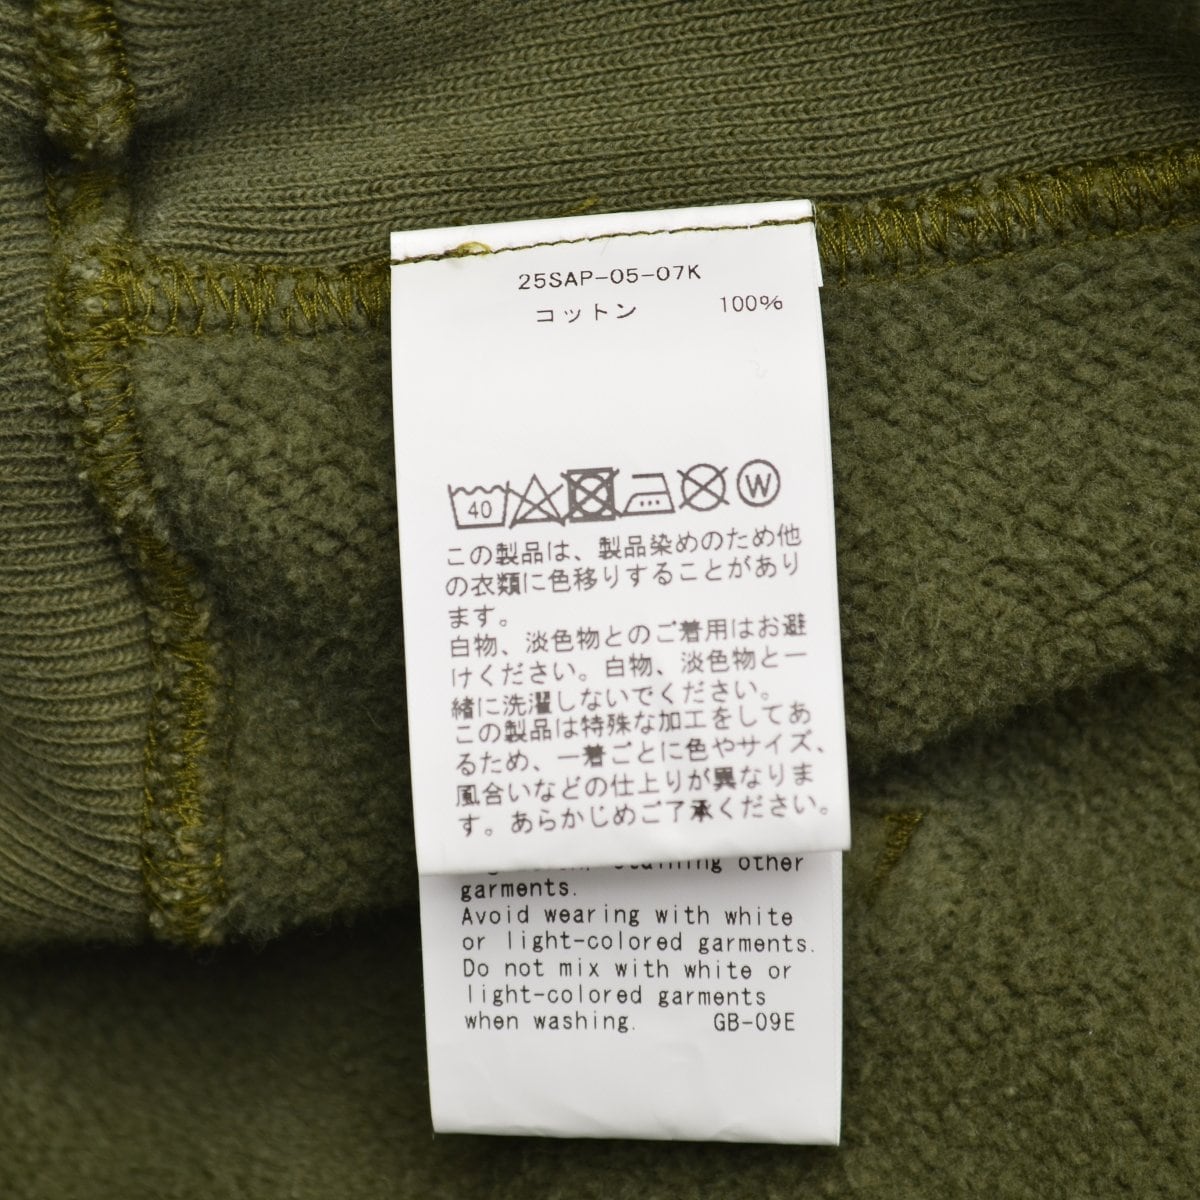 25SAP-05-07K
コットン 100%
40 W
この製品は、製品染めのため他
の衣類に色移りすることがあり
ます。
白物、淡色物とのご着用はお避
けください。白物、淡色物と一
緒に洗濯しないでください。
この製品は特殊な加工をしてあ
るため、一着ごとに色やサイズ、
風合いなどの仕上りが異なりま
す。あらかじめご了承ください。
staining other
garments.
Avoid wearing with white
or light-colored garments.
Do not mix with white or
light-colored garments
when washing. GB-09E